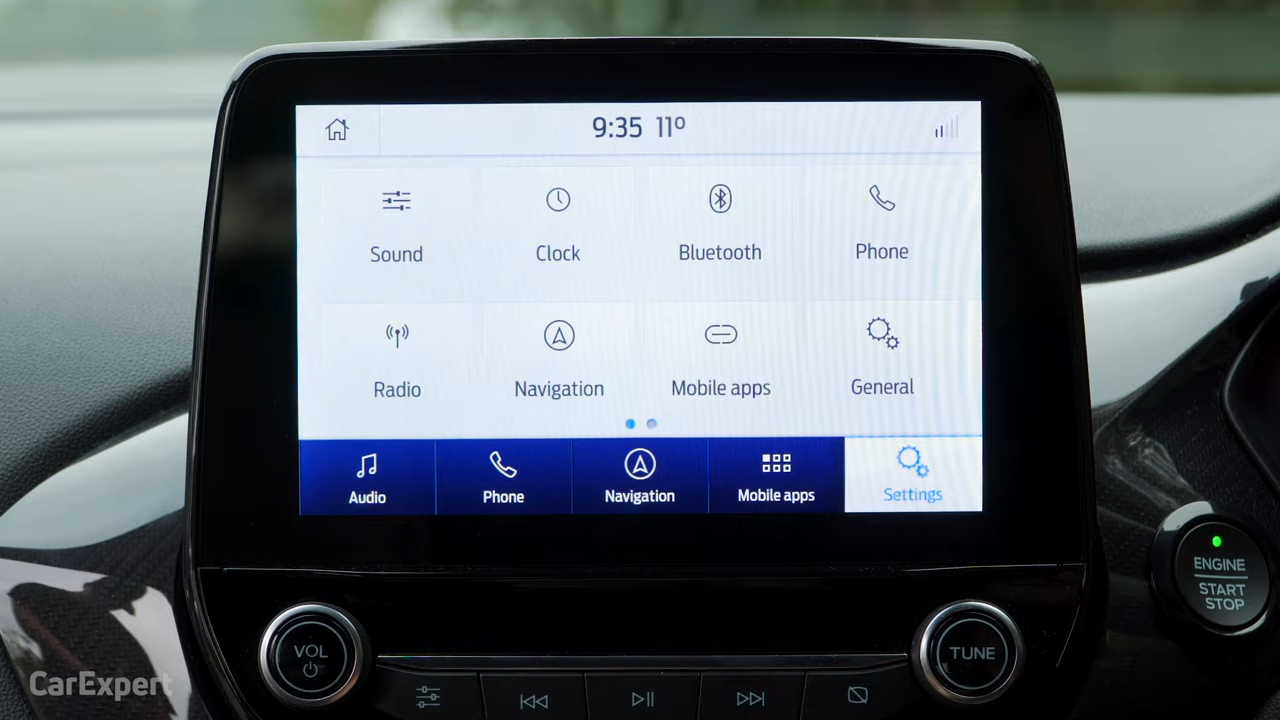 9:35 11º
Sound Clock Bluetooth Phone
Radio Navigation Mobile apps General
Audio Phone Navigation Mobile apps Settings
ENGINE
START
STOP
VOL
TUNE
CarExpert